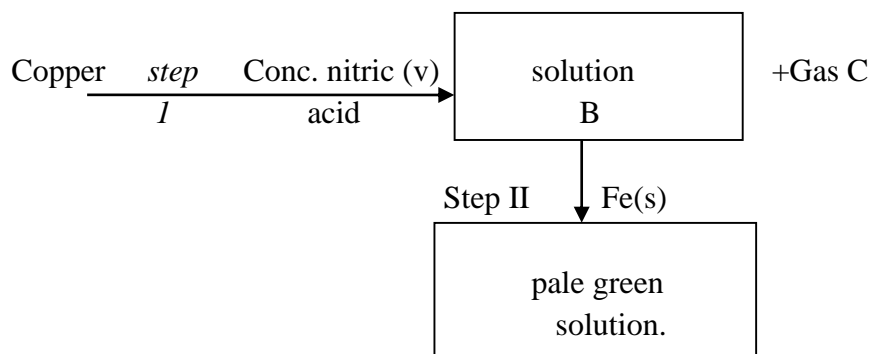 Copper step Conc. nitric (v) solution +Gas C
1 acid B
Step II Fe(s)
pale green
solution.